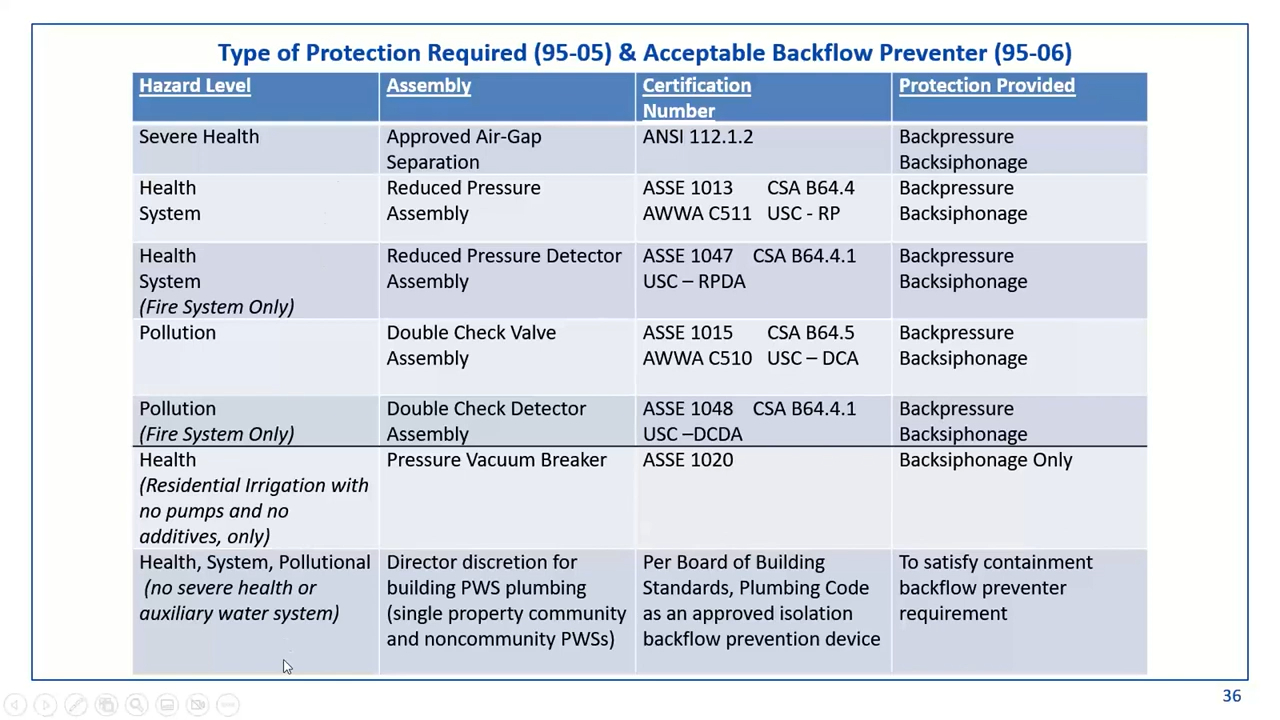 Type of Protection Required (95-05) & Acceptable Backflow Preventer (95-06)
Hazard Level
Assembly
Certification
Number
Protection Provided
Severe Health
Approved Air-Gap
Separation
ANSI 112.1.2
Backpressure
Backsiphonage
Health
System
Reduced Pressure
Assembly
ASSE 1013 CSA B64.4
AWWA C511 USC - RP
Backpressure
Backsiphonage
Health
System
(Fire System Only)
Reduced Pressure Detector
Assembly
ASSE 1047 CSA B64.4.1
USC – RPDA
Backpressure
Backsiphonage
Pollution
Double Check Valve
Assembly
ASSE 1015 CSA B64.5
AWWA C510 USC – DCA
Backpressure
Backsiphonage
Pollution
(Fire System Only)
Double Check Detector
Assembly
ASSE 1048 CSA B64.4.1
USC –DCDA
Backpressure
Backsiphonage
Health
(Residential Irrigation with
no pumps and no
additives, only)
Pressure Vacuum Breaker
ASSE 1020
Backsiphonage Only
Health, System, Pollutional
(no severe health or
auxiliary water system)
Director discretion for
building PWS plumbing
(single property community
and noncommunity PWSs)
Per Board of Building
Standards, Plumbing Code
as an approved isolation
backflow prevention device
To satisfy containment
backflow preventer
requirement
36